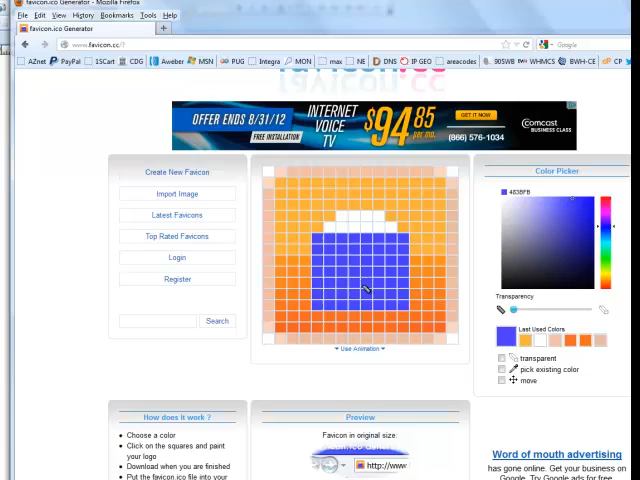 favicon.ico Generator - Mozilla Firefox
File Edit View History Bookmarks Tools Help
favicon.ico Generator
+
www.favicon.cc/?
Google
AZnet PayPal 1SCart CDG Aweber MSN PUG Integra MON max NE DNS IP GEO areacodes 90SWB WHMCS BWH-CE CP
favicon.cc
OFFER ENDS 8/31/12
FREE INSTALLATION
INTERNET
VOICE
TV
$94.85
per mo.
GET IT NOW
(866) 576-1034
COMCAST
BUSINESS CLASS
Create New Favicon
Import Image
Latest Favicons
Top Rated Favicons
Login
Register
Search
Use Animation
Color Picker
4B3BFB
Transparency
Last Used Colors
transparent
pick existing color
move
How does it work ?
Choose a color
Click on the squares and paint
your logo
Download when you are finished
Put the favicon.ico file into your
Preview
Favicon in original size:
http://www
Word of mouth advertising
has gone online. Get your business on
Google. Try Google ads for free.